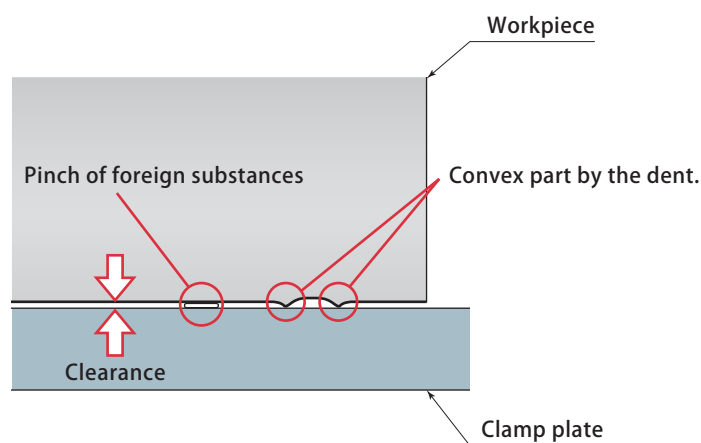 Workpiece
Pinch of foreign substances
Convex part by the dent.
Clearance
Clamp plate